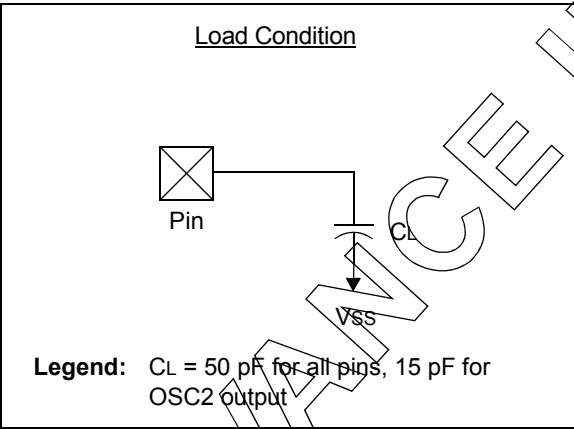 Load Condition
Pin
CL
VSS
Legend: CL = 50 pF for all pins, 15 pF for
OSC2 output